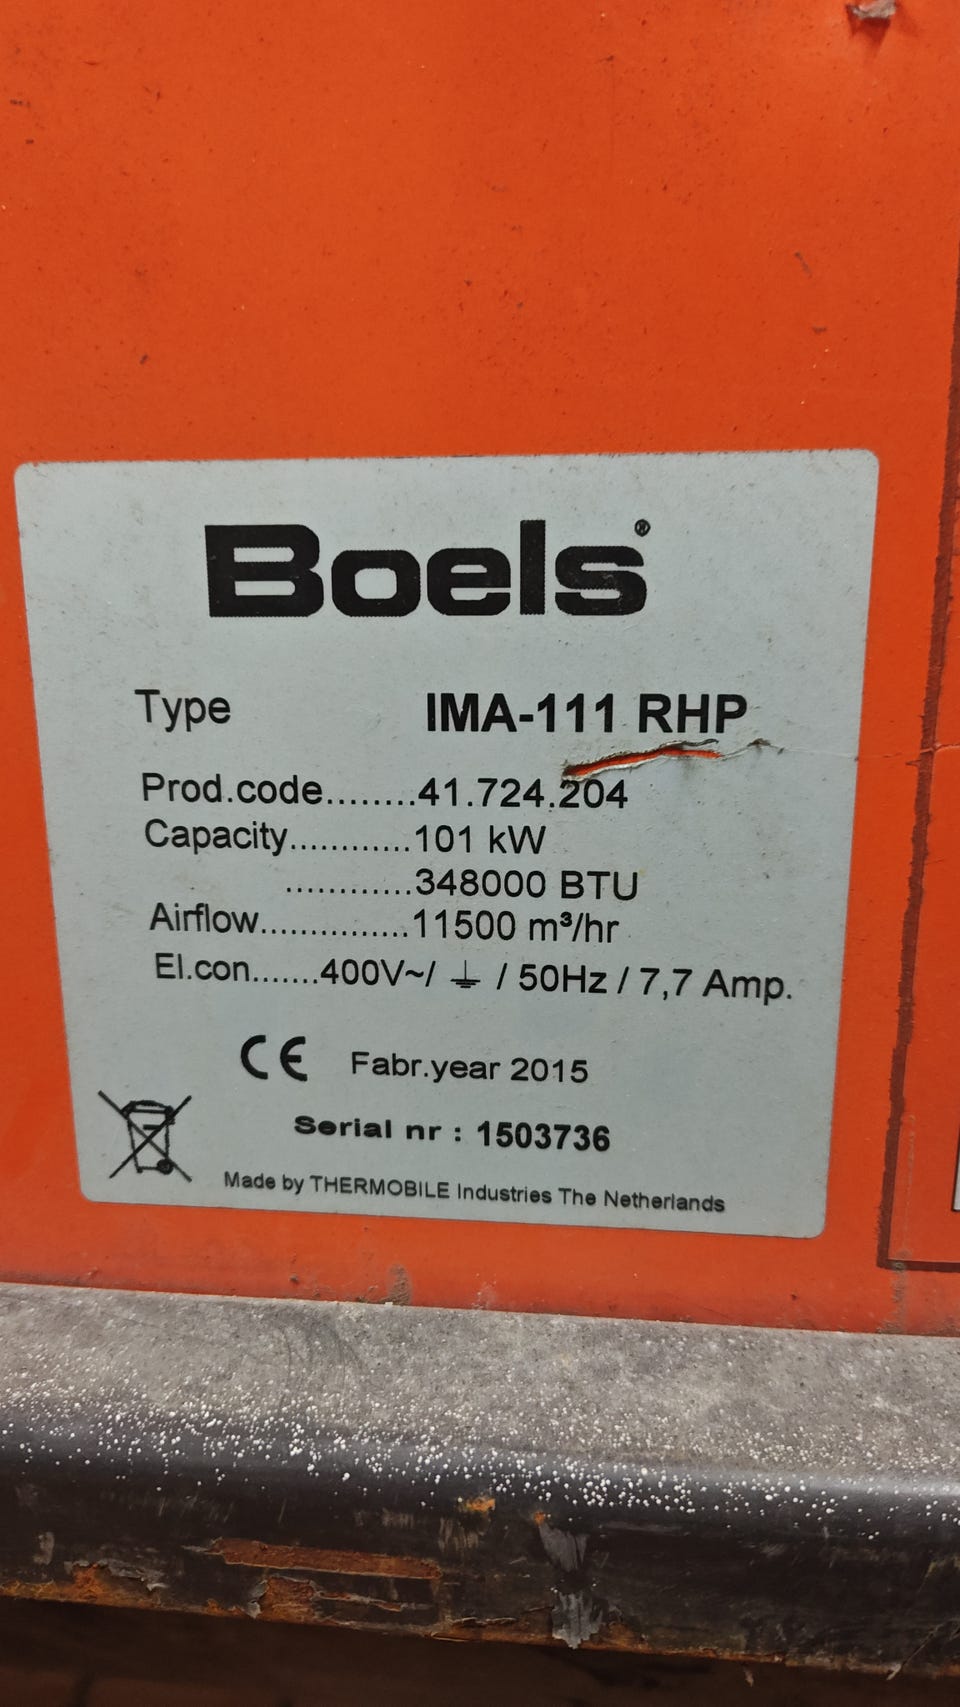 Boels®
Type IMA-111 RHP
Prod.code........41.724.204
Capacity............101 kW
............348000 BTU
Airflow...............11500 m³/hr
El.con.......400V~/ ⏚ / 50Hz / 7,7 Amp.
CE Fabr.year 2015
Serial nr : 1503736
Made by THERMOBILE Industries The Netherlands